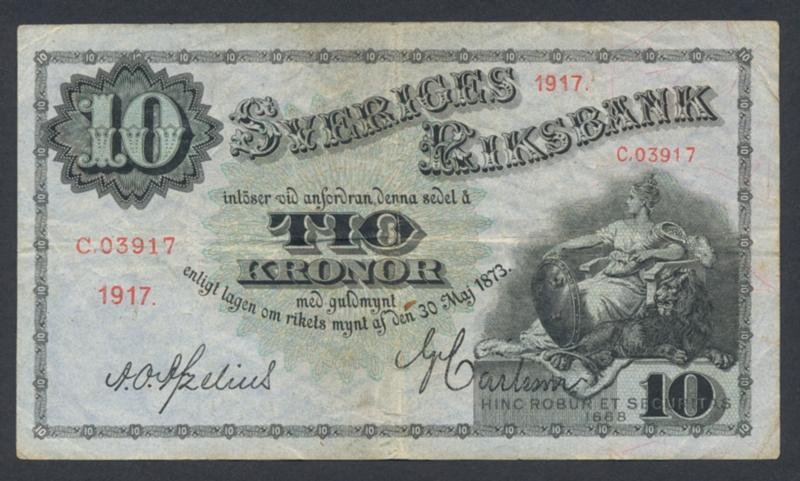 10
SVERIGES
1917.
RIKSBANK
C.03917
inlöser vid anfordran denna sedel å
TIO
C.03917
KRONOR
1917.
med guldmynt
enligt lagen om rikets mynt af den 30 Maj 1873.
A.O. Afzelius
HINC ROBUR ET SECURITAS
1668
10